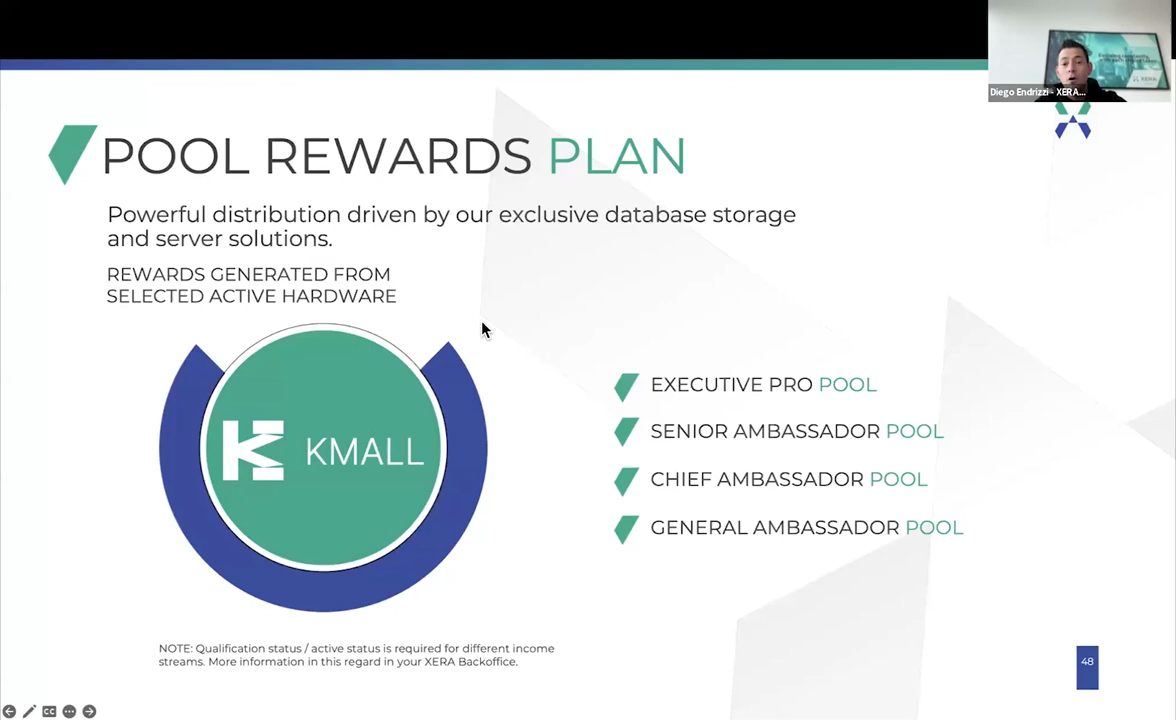 Diego Endrizzi - XERA...
POOL REWARDS PLAN
Powerful distribution driven by our exclusive database storage
and server solutions.
REWARDS GENERATED FROM
SELECTED ACTIVE HARDWARE
KMALL
EXECUTIVE PRO POOL
SENIOR AMBASSADOR POOL
CHIEF AMBASSADOR POOL
GENERAL AMBASSADOR POOL
NOTE: Qualification status / active status is required for different income
streams. More information in this regard in your XERA Backoffice.
48
CC